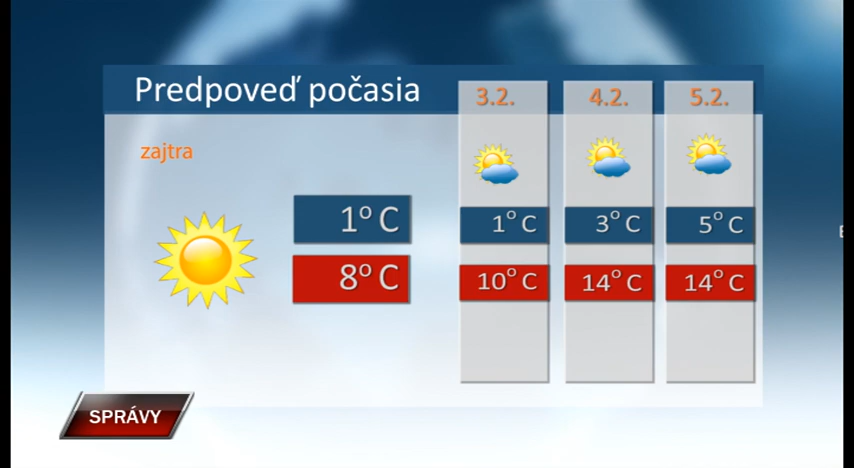 Predpoveď počasia
zajtra
1°C
8°C
3.2.
1°C
10°C
4.2.
3°C
14°C
5.2.
5°C
14°C
SPRÁVY